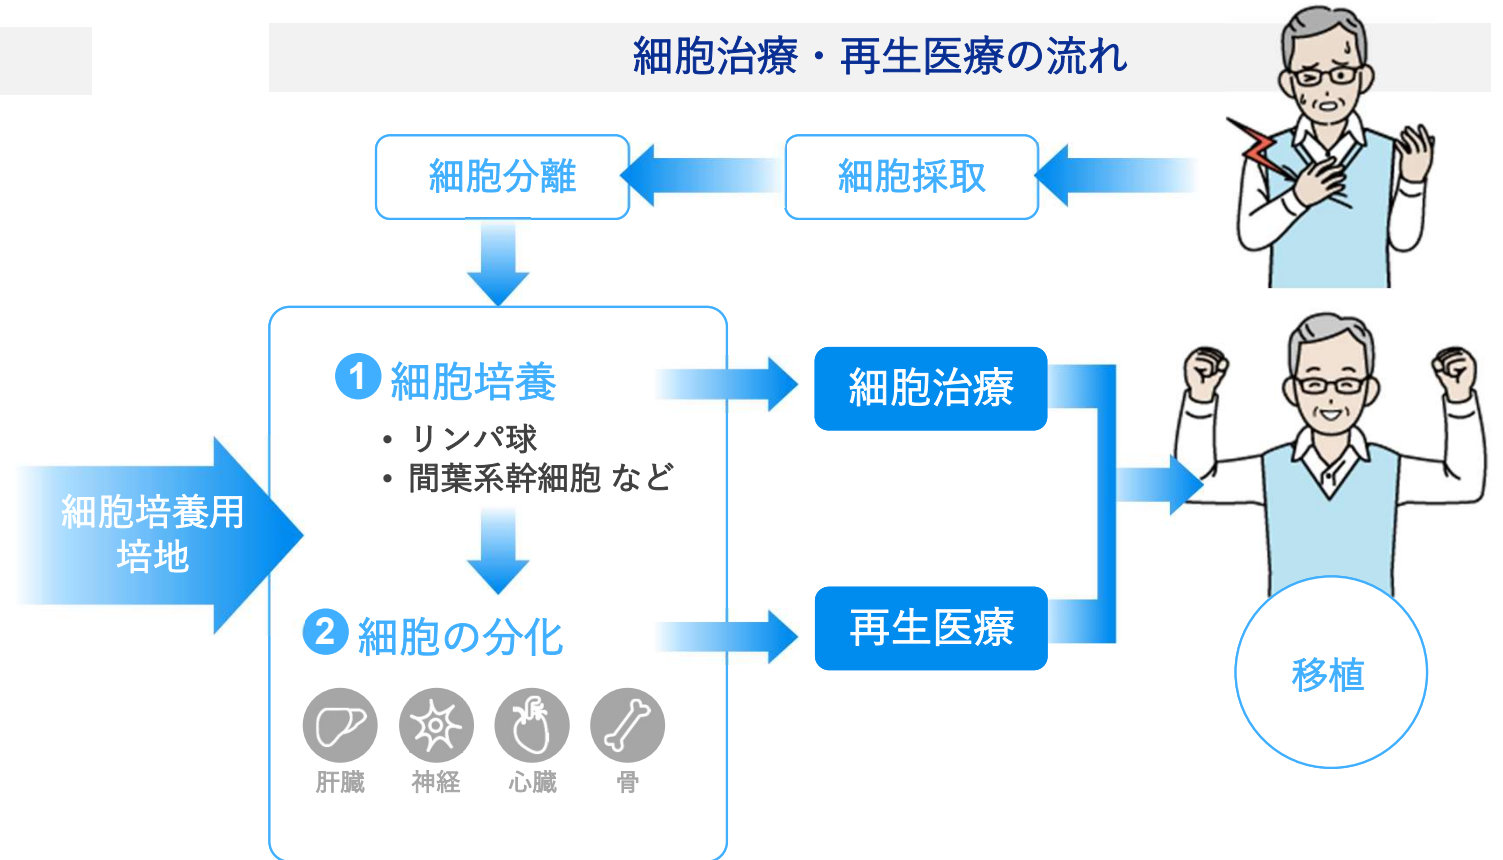 細胞治療・再生医療の流れ
細胞分離
細胞採取
1 細胞培養
• リンパ球
• 間葉系幹細胞 など
細胞培養用
培地
2 細胞の分化
肝臓
神経
心臓
骨
細胞治療
再生医療
移植